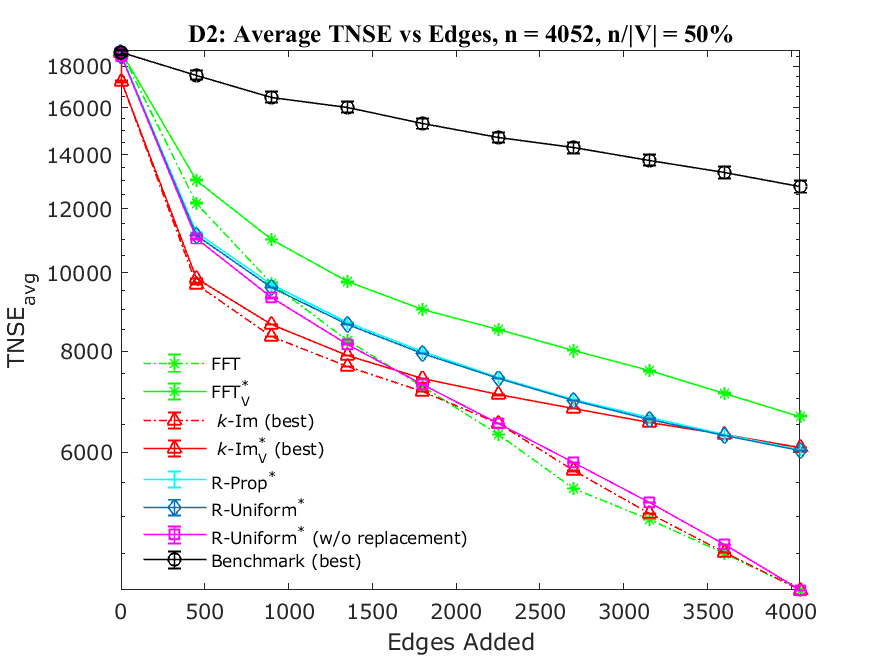 D2: Average TNSE vs Edges, n = 4052, n/|V| = 50%
18000
16000
14000
12000
10000
8000
6000
TNSE_avg
FFT
FFT*_V
k-Im (best)
k-Im*_V (best)
R-Prop*
R-Uniform*
R-Uniform* (w/o replacement)
Benchmark (best)
0 500 1000 1500 2000 2500 3000 3500 4000
Edges Added